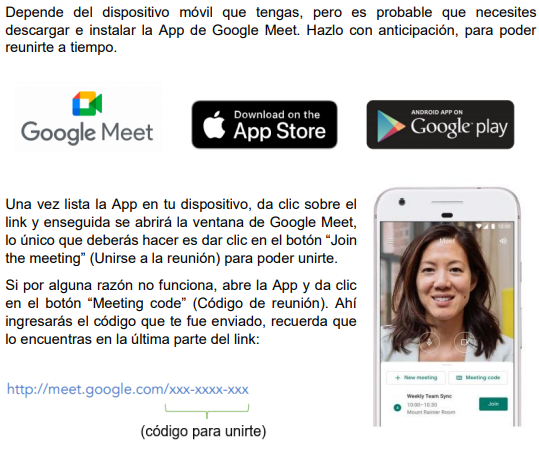 Depende del dispositivo móvil que tengas, pero es probable que necesites
descargar e instalar la App de Google Meet. Hazlo con anticipación, para poder
reunirte a tiempo.
Google Meet
Download on the
App Store
ANDROID APP ON
Google play
Una vez lista la App en tu dispositivo, da clic sobre el
link y enseguida se abrirá la ventana de Google Meet,
lo único que deberás hacer es dar clic en el botón “Join
the meeting” (Unirse a la reunión) para poder unirte.
Si por alguna razón no funciona, abre la App y da clic
en el botón “Meeting code” (Código de reunión). Ahí
ingresarás el código que te fue enviado, recuerda que
lo encuentras en la última parte del link:
http://meet.google.com/xxx-xxxx-xxx
(código para unirte)
+ New meeting
Meeting code
Weekly Team Sync
10:00–10:30
Mount Rainer Room
Join